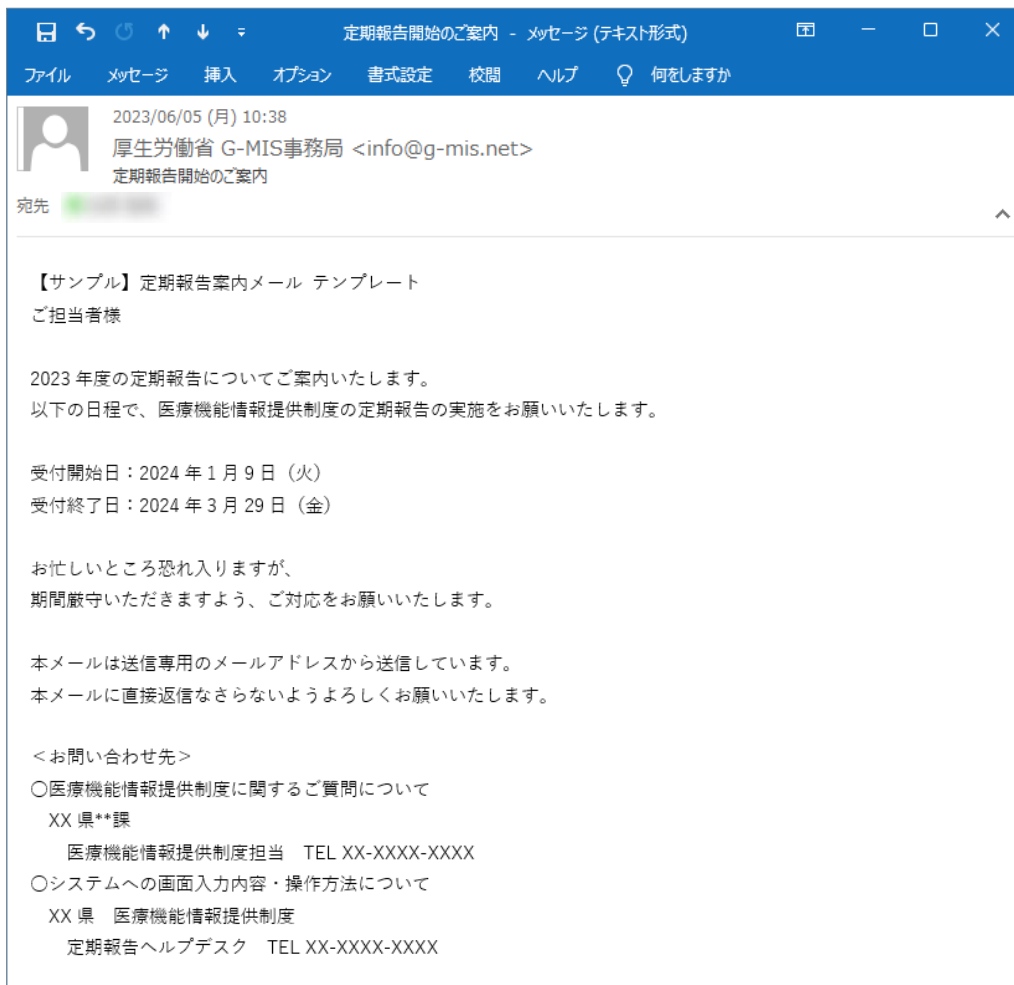 定期報告開始のご案内 - メッセージ (テキスト形式)
ファイル メッセージ 挿入 オプション 書式設定 校閲 ヘルプ 何をしますか
2023/06/05 (月) 10:38
厚生労働省 G-MIS事務局 <info@g-mis.net>
定期報告開始のご案内
宛先
【サンプル】定期報告案内メール テンプレート
ご担当者様
2023 年度の定期報告についてご案内いたします。
以下の日程で、医療機能情報提供制度の定期報告の実施をお願いいたします。
受付開始日：2024 年 1 月 9 日（火）
受付終了日：2024 年 3 月 29 日（金）
お忙しいところ恐れ入りますが、
期間厳守いただきますよう、ご対応をお願いいたします。
本メールは送信専用のメールアドレスから送信しています。
本メールに直接返信なさらないようよろしくお願いいたします。
＜お問い合わせ先＞
○医療機能情報提供制度に関するご質問について
XX 県**課
医療機能情報提供制度担当　TEL XX-XXXX-XXXX
○システムへの画面入力内容・操作方法について
XX 県　医療機能情報提供制度
定期報告ヘルプデスク　TEL XX-XXXX-XXXX